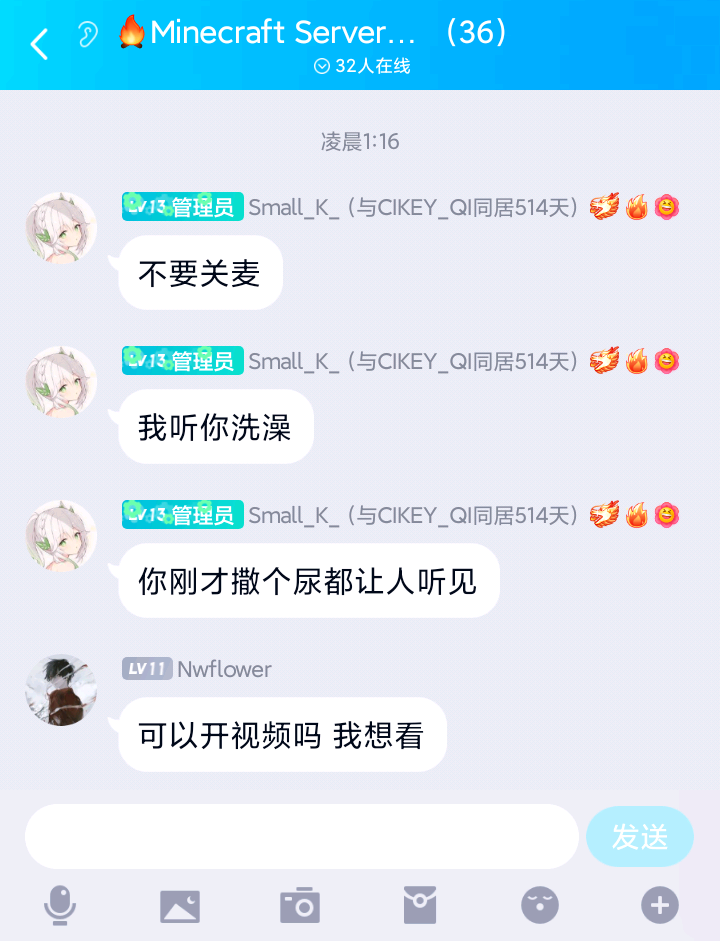 Minecraft Server... （36）
32人在线
凌晨1:16
LV13 管理员 Small_K_（与CIKEY_QI同居514天）
不要关麦
LV13 管理员 Small_K_（与CIKEY_QI同居514天）
我听你洗澡
LV13 管理员 Small_K_（与CIKEY_QI同居514天）
你刚才撒个尿都让人听见
LV11 Nwflower
可以开视频吗 我想看
发送